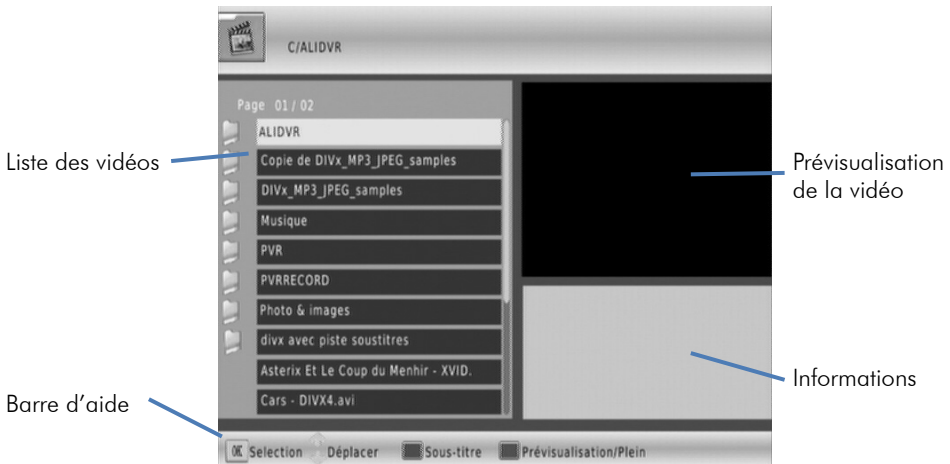 C/ALIDVR
Page 01 / 02
ALIDVR
Copie de DIVx_MP3_JPEG_samples
DIVx_MP3_JPEG_samples
Musique
PVR
PVRRECORD
Photo & images
divx avec piste soustitres
Asterix Et Le Coup du Menhir - XVID.
Cars - DIVX4.avi
OK Selection Déplacer Sous-titre Prévisualisation/Plein
Liste des vidéos
Barre d’aide
Prévisualisation
de la vidéo
Informations